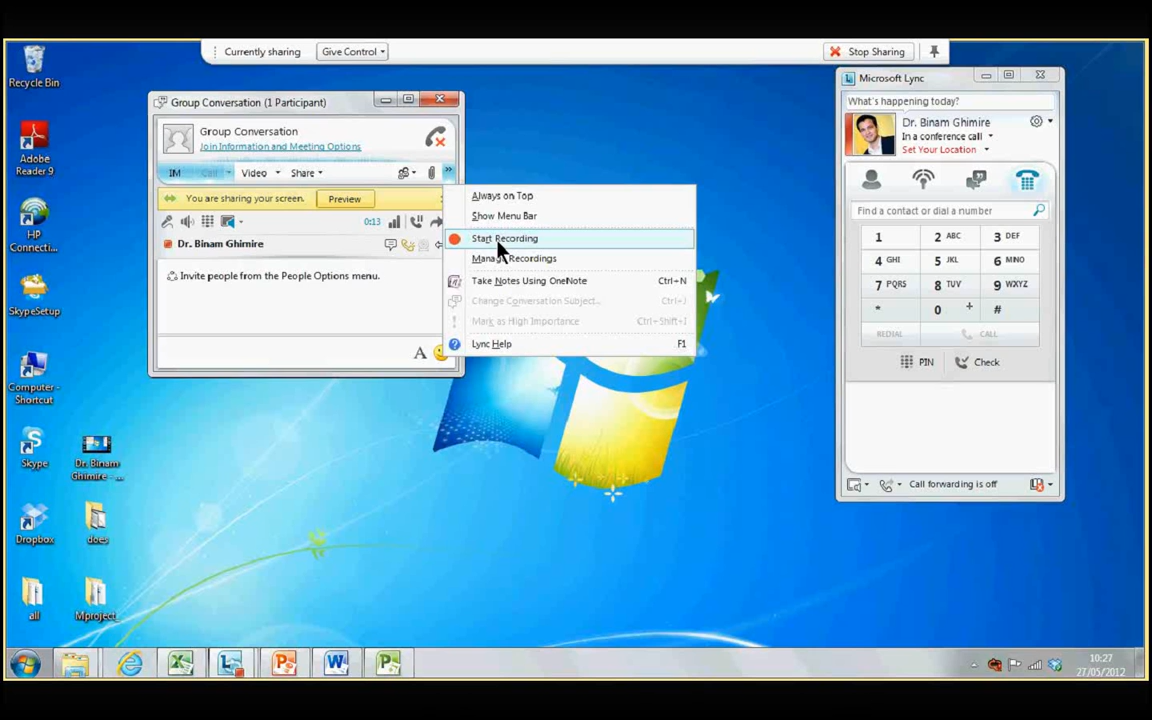 Currently sharing
Give Control
Stop Sharing
Recycle Bin
Adobe
Reader 9
HP
Connecti...
SkypeSetup
Computer -
Shortcut
Skype
Dr. Binam
Ghimire - ...
Dropbox
does
all
Mproject_
Group Conversation (1 Participant)
Group Conversation
Join Information and Meeting Options
IM
Call
Video
Share
»
You are sharing your screen.
Preview
0:13
Dr. Binam Ghimire
Invite people from the People Options menu.
A
Always on Top
Show Menu Bar
Start Recording
Manage Recordings
Take Notes Using OneNote Ctrl+N
Change Conversation Subject... Ctrl+J
Mark as High Importance Ctrl+Shift+I
Lync Help F1
Microsoft Lync
What's happening today?
Dr. Binam Ghimire
In a conference call
Set Your Location
Find a contact or dial a number
1 2 ABC 3 DEF
4 GHI 5 JKL 6 MNO
7 PQRS 8 TUV 9 WXYZ
* 0 + #
REDIAL CALL
PIN Check
Call forwarding is off
10:27
27/05/2012